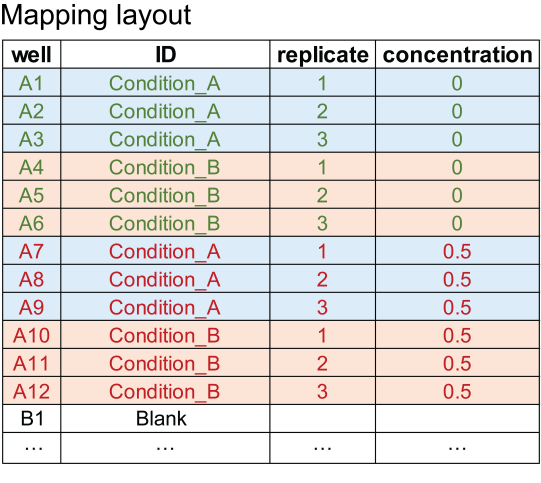 Mapping layout
well ID replicate concentration
A1 Condition_A 1 0
A2 Condition_A 2 0
A3 Condition_A 3 0
A4 Condition_B 1 0
A5 Condition_B 2 0
A6 Condition_B 3 0
A7 Condition_A 1 0.5
A8 Condition_A 2 0.5
A9 Condition_A 3 0.5
A10 Condition_B 1 0.5
A11 Condition_B 2 0.5
A12 Condition_B 3 0.5
B1 Blank
... ... ... ...